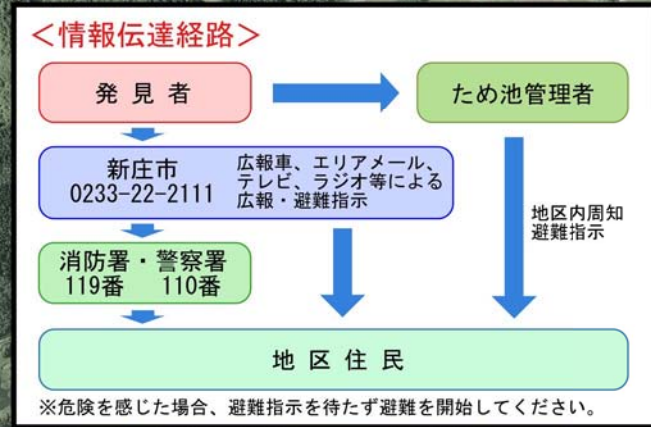 <情報伝達経路>
発見者
ため池管理者
新庄市
0233-22-2111
広報車、エリアメール、
テレビ、ラジオ等による
広報・避難指示
地区内周知
避難指示
消防署・警察署
119番 110番
地区住民
※危険を感じた場合、避難指示を待たず避難を開始してください。